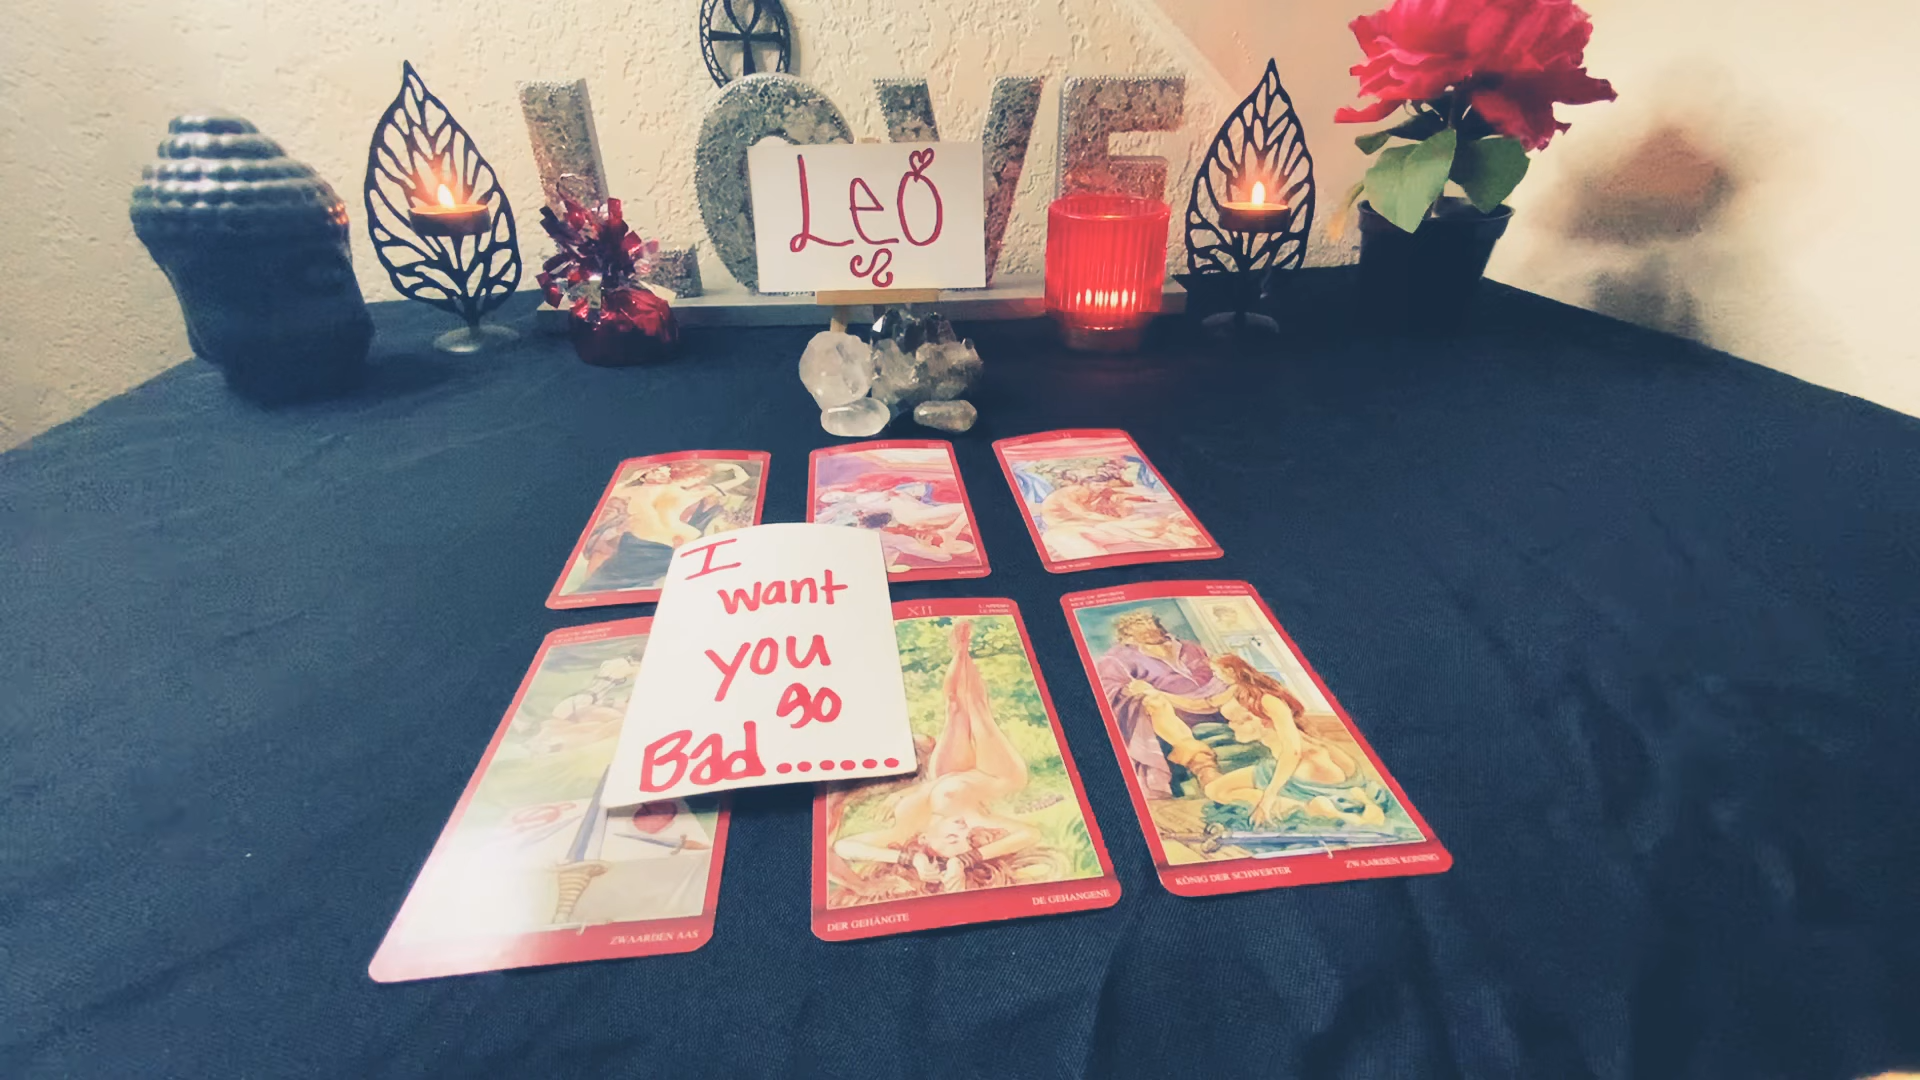 LOVE
LeO
I
want
you
so
Bad......
XII
ZWAARDEN AAS
DER GEHÄNGTE
DE GEHANGENE
KÖNIG DER SCHWERTER
ZWAARDEN KONING